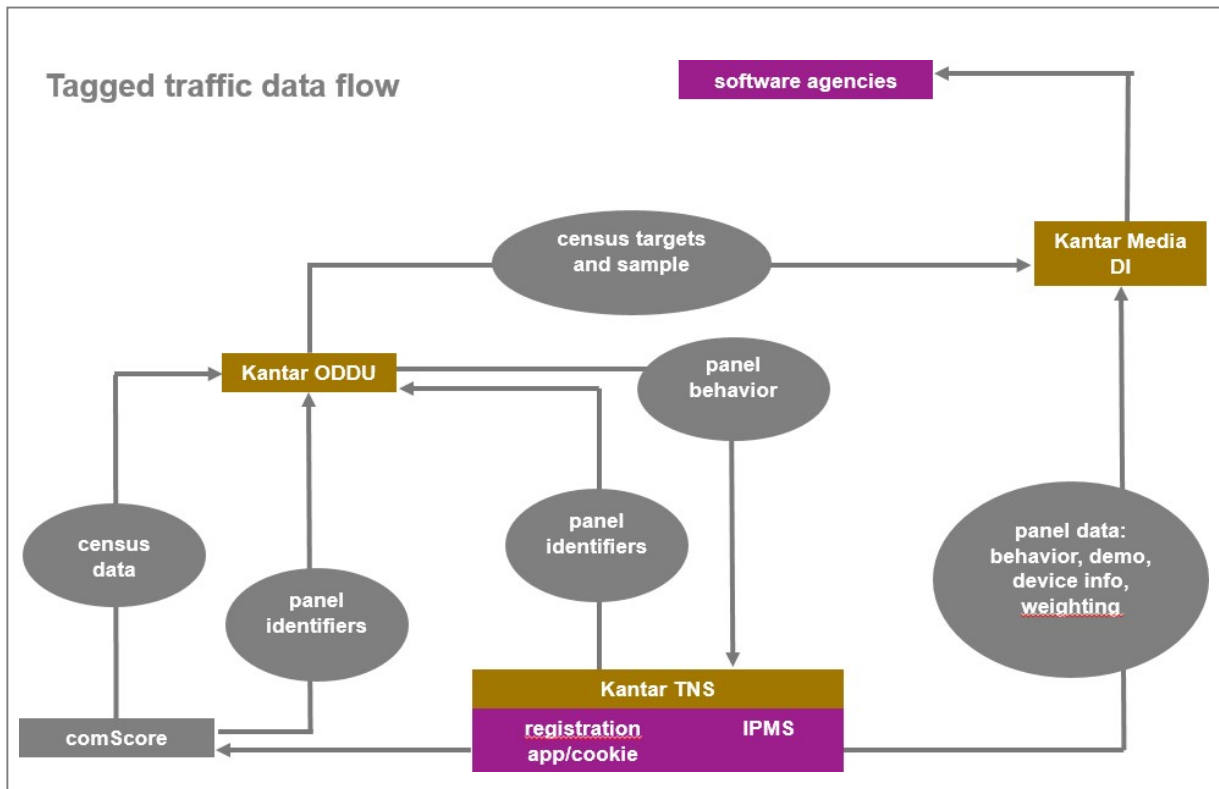 Tagged traffic data flow
software agencies
census targets
and sample
Kantar Media
DI
Kantar ODDU
panel
behavior
census
data
panel
identifiers
panel
identifiers
panel data:
behavior, demo,
device info,
weighting
Kantar TNS
registration
app/cookie
IPMS
comScore